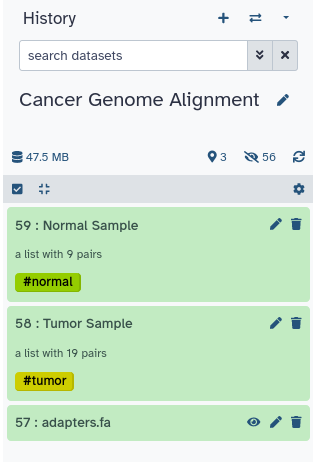 History
search datasets
Cancer Genome Alignment
47.5 MB 3 56
59 : Normal Sample
a list with 9 pairs
#normal
58 : Tumor Sample
a list with 19 pairs
#tumor
57 : adapters.fa